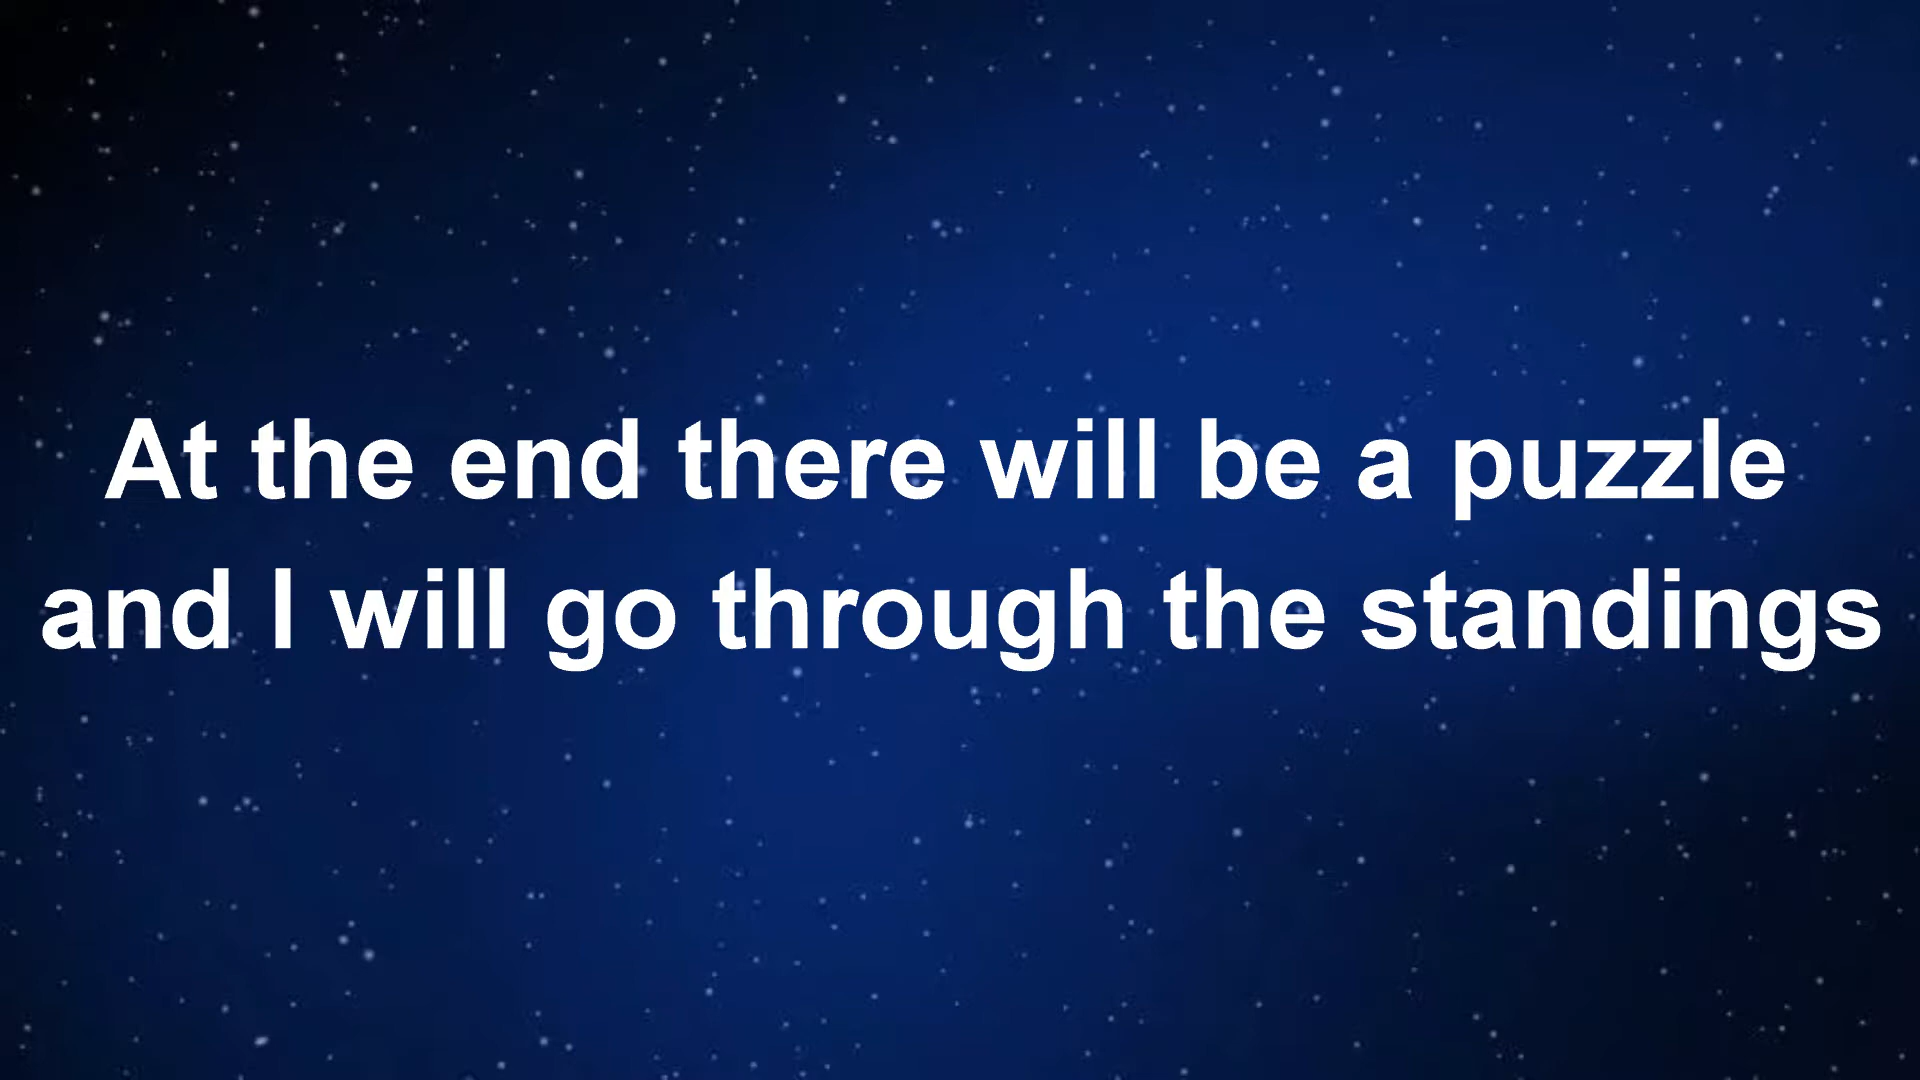 At the end there will be a puzzle
and I will go through the standings